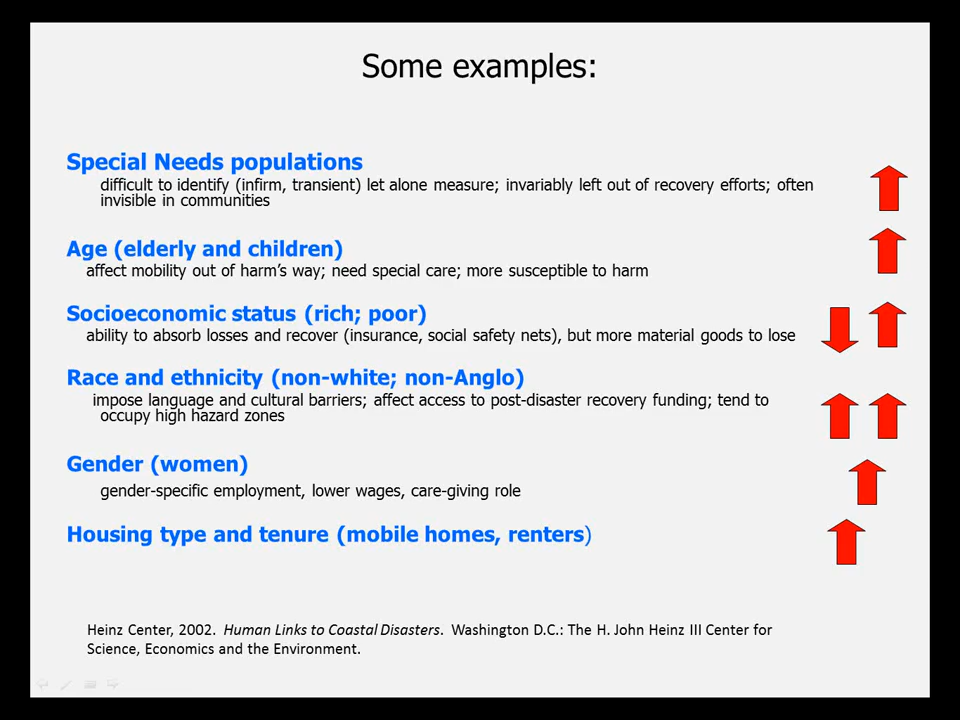 Some examples:
Special Needs populations
difficult to identify (infirm, transient) let alone measure; invariably left out of recovery efforts; often
invisible in communities
Age (elderly and children)
affect mobility out of harm's way; need special care; more susceptible to harm
Socioeconomic status (rich; poor)
ability to absorb losses and recover (insurance, social safety nets), but more material goods to lose
Race and ethnicity (non-white; non-Anglo)
impose language and cultural barriers; affect access to post-disaster recovery funding; tend to
occupy high hazard zones
Gender (women)
gender-specific employment, lower wages, care-giving role
Housing type and tenure (mobile homes, renters)
Heinz Center, 2002. Human Links to Coastal Disasters. Washington D.C.: The H. John Heinz III Center for
Science, Economics and the Environment.